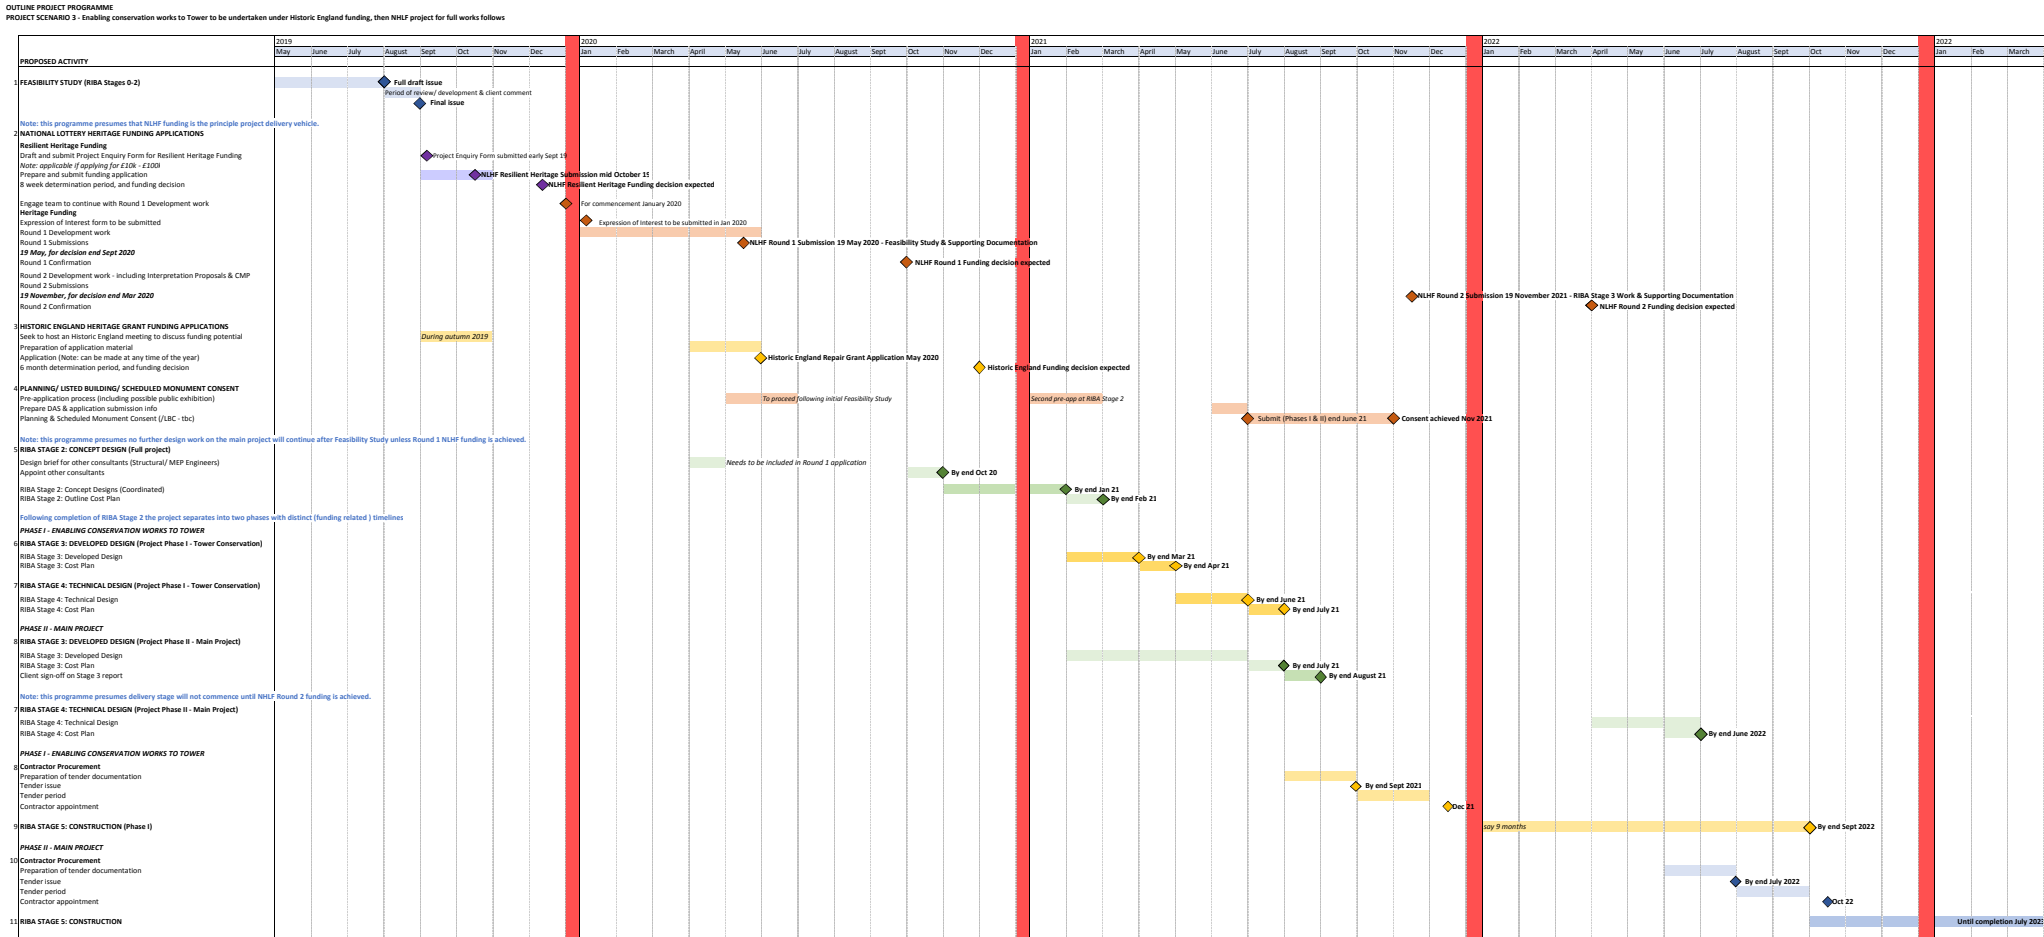 OUTLINE PROJECT PROGRAMME
PROJECT SCENARIO 3 - Enabling conservation works to Tower to be undertaken under Historic England funding, then NHLF project for full works follows
2019 2020 2021 2022 2022
May June July August Sept Oct Nov Dec Jan Feb March April May June July August Sept Oct Nov Dec Jan Feb March April May June July August Sept Oct Nov Dec Jan Feb March April May June July August Sept Oct Nov Dec Jan Feb March
PROPOSED ACTIVITY
1 FEASIBILITY STUDY (RIBA Stages 0-2) Full draft issue
Period of review/ development & client comment
Final issue
Note: this programme presumes that NLHF funding is the principle project delivery vehicle.
2 NATIONAL LOTTERY HERITAGE FUNDING APPLICATIONS
Resilient Heritage Funding
Draft and submit Project Enquiry Form for Resilient Heritage Funding Project Enquiry Form submitted early Sept 19
Note: applicable if applying for £10k - £100l
Prepare and submit funding application NLHF Resilient Heritage Submission mid October 19
8 week determination period, and funding decision NLHF Resilient Heritage Funding decision expected
Engage team to continue with Round 1 Development work For commencement January 2020
Heritage Funding
Expression of Interest form to be submitted Expression of Interest to be submitted in Jan 2020
Round 1 Development work
Round 1 Submissions NLHF Round 1 Submission 19 May 2020 - Feasibility Study & Supporting Documentation
19 May, for decision end Sept 2020
Round 1 Confirmation NLHF Round 1 Funding decision expected
Round 2 Development work - including Interpretation Proposals & CMP
Round 2 Submissions
19 November, for decision end Mar 2020 NLHF Round 2 Submission 19 November 2021 - RIBA Stage 3 Work & Supporting Documentation
Round 2 Confirmation NLHF Round 2 Funding decision expected
3 HISTORIC ENGLAND HERITAGE GRANT FUNDING APPLICATIONS
Seek to host an Historic England meeting to discuss funding potential During autumn 2019
Preparation of application material
Application (Note: can be made at any time of the year) Historic England Repair Grant Application May 2020
6 month determination period, and funding decision Historic England Funding decision expected
4 PLANNING/ LISTED BUILDING/ SCHEDULED MONUMENT CONSENT
Pre-application process (including possible public exhibition) To proceed following initial Feasibility Study Second pre-app at RIBA Stage 2
Prepare DAS & application submission info
Planning & Scheduled Monument Consent (/LBC - tbc) Submit (Phases I & II) end June 21 Consent achieved Nov 2021
Note: this programme presumes no further design work on the main project will continue after Feasibility Study unless Round 1 NLHF funding is achieved.
5 RIBA STAGE 2: CONCEPT DESIGN (Full project)
Design brief for other consultants (Structural/ MEP Engineers) Needs to be included in Round 1 application
Appoint other consultants By end Oct 20
RIBA Stage 2: Concept Designs (Coordinated) By end Jan 21
RIBA Stage 2: Outline Cost Plan By end Feb 21
Following completion of RIBA Stage 2 the project separates into two phases with distinct (funding related ) timelines
PHASE I - ENABLING CONSERVATION WORKS TO TOWER
6 RIBA STAGE 3: DEVELOPED DESIGN (Project Phase I - Tower Conservation)
RIBA Stage 3: Developed Design By end Mar 21
RIBA Stage 3: Cost Plan By end Apr 21
7 RIBA STAGE 4: TECHNICAL DESIGN (Project Phase I - Tower Conservation)
RIBA Stage 4: Technical Design By end June 21
RIBA Stage 4: Cost Plan By end July 21
PHASE II - MAIN PROJECT
8 RIBA STAGE 3: DEVELOPED DESIGN (Project Phase II - Main Project)
RIBA Stage 3: Developed Design
RIBA Stage 3: Cost Plan By end July 21
Client sign-off on Stage 3 report By end August 21
Note: this programme presumes delivery stage will not commence until NHLF Round 2 funding is achieved.
7 RIBA STAGE 4: TECHNICAL DESIGN (Project Phase II - Main Project)
RIBA Stage 4: Technical Design
RIBA Stage 4: Cost Plan By end June 2022
PHASE I - ENABLING CONSERVATION WORKS TO TOWER
8 Contractor Procurement
Preparation of tender documentation
Tender issue By end Sept 2021
Tender period
Contractor appointment Dec 21
9 RIBA STAGE 5: CONSTRUCTION (Phase I) say 9 months By end Sept 2022
PHASE II - MAIN PROJECT
10 Contractor Procurement
Preparation of tender documentation
Tender issue By end July 2022
Tender period
Contractor appointment Oct 22
11 RIBA STAGE 5: CONSTRUCTION Until completion July 2023